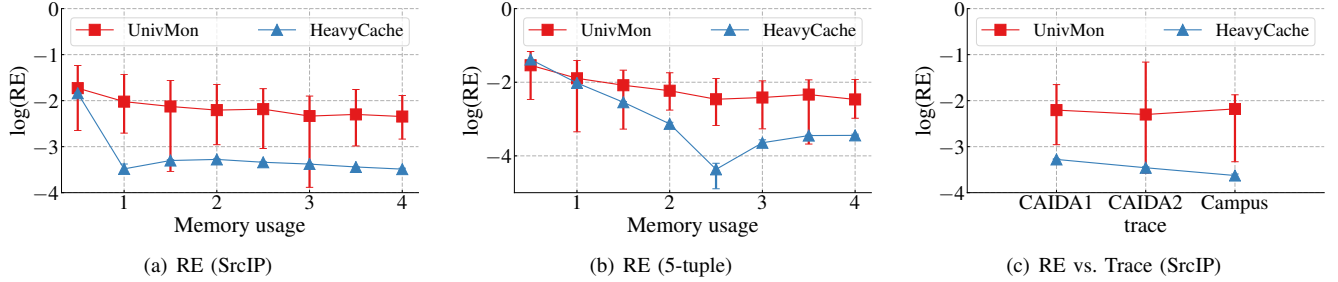 UnivMon HeavyCache
0
−1
−2
−3
−4
log(RE)
1 2 3 4
Memory usage
(a) RE (SrcIP)
UnivMon HeavyCache
0
−2
−4
log(RE)
1 2 3 4
Memory usage
(b) RE (5-tuple)
UnivMon HeavyCache
0
−1
−2
−3
−4
log(RE)
CAIDA1 CAIDA2 Campus
trace
(c) RE vs. Trace (SrcIP)